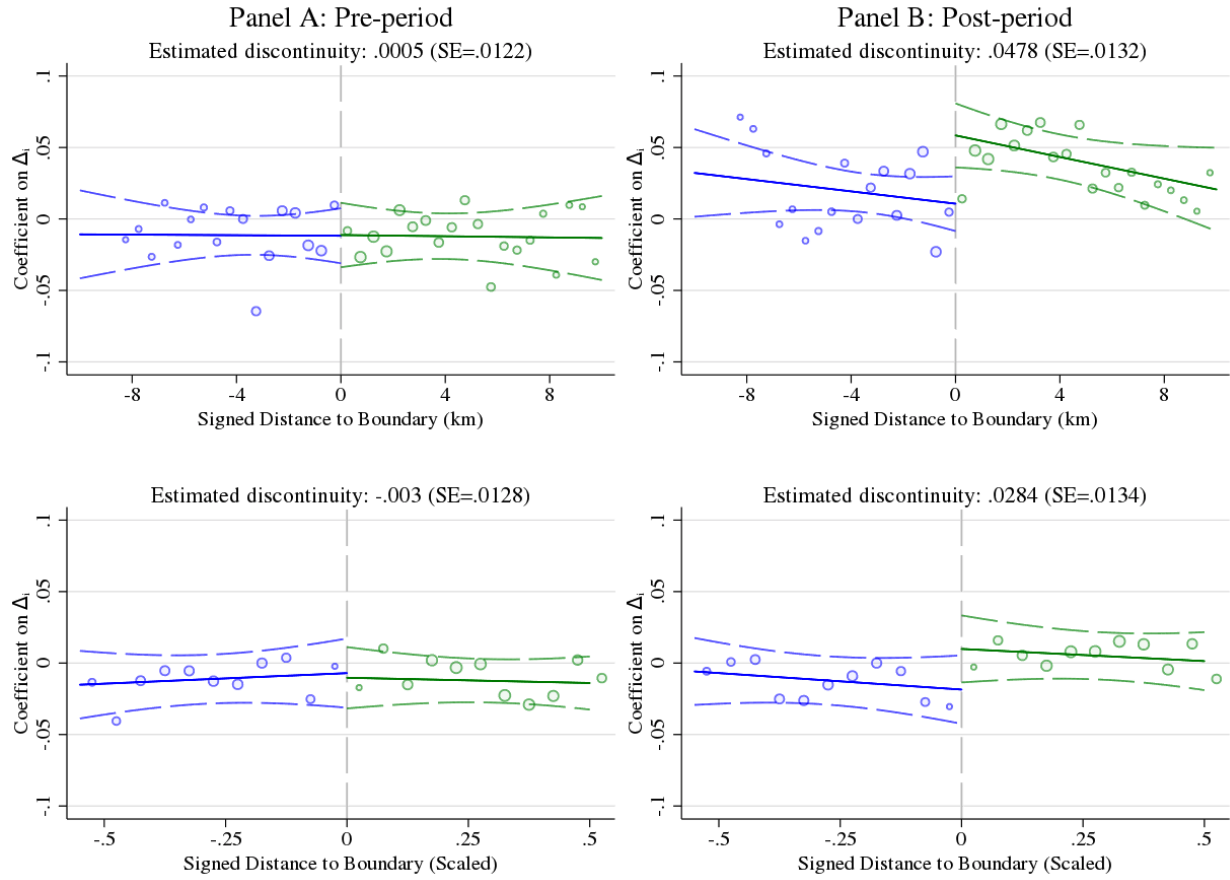 Panel A: Pre-period
Estimated discontinuity: .0005 (SE=.0122)
Coefficient on Δᵢ
.1
.05
0
-.05
-.1
-8 -4 0 4 8
Signed Distance to Boundary (km)
Panel B: Post-period
Estimated discontinuity: .0478 (SE=.0132)
Coefficient on Δᵢ
.1
.05
0
-.05
-.1
-8 -4 0 4 8
Signed Distance to Boundary (km)
Estimated discontinuity: -.003 (SE=.0128)
Coefficient on Δᵢ
.1
.05
0
-.05
-.1
-.5 -.25 0 .25 .5
Signed Distance to Boundary (Scaled)
Estimated discontinuity: .0284 (SE=.0134)
Coefficient on Δᵢ
.1
.05
0
-.05
-.1
-.5 -.25 0 .25 .5
Signed Distance to Boundary (Scaled)